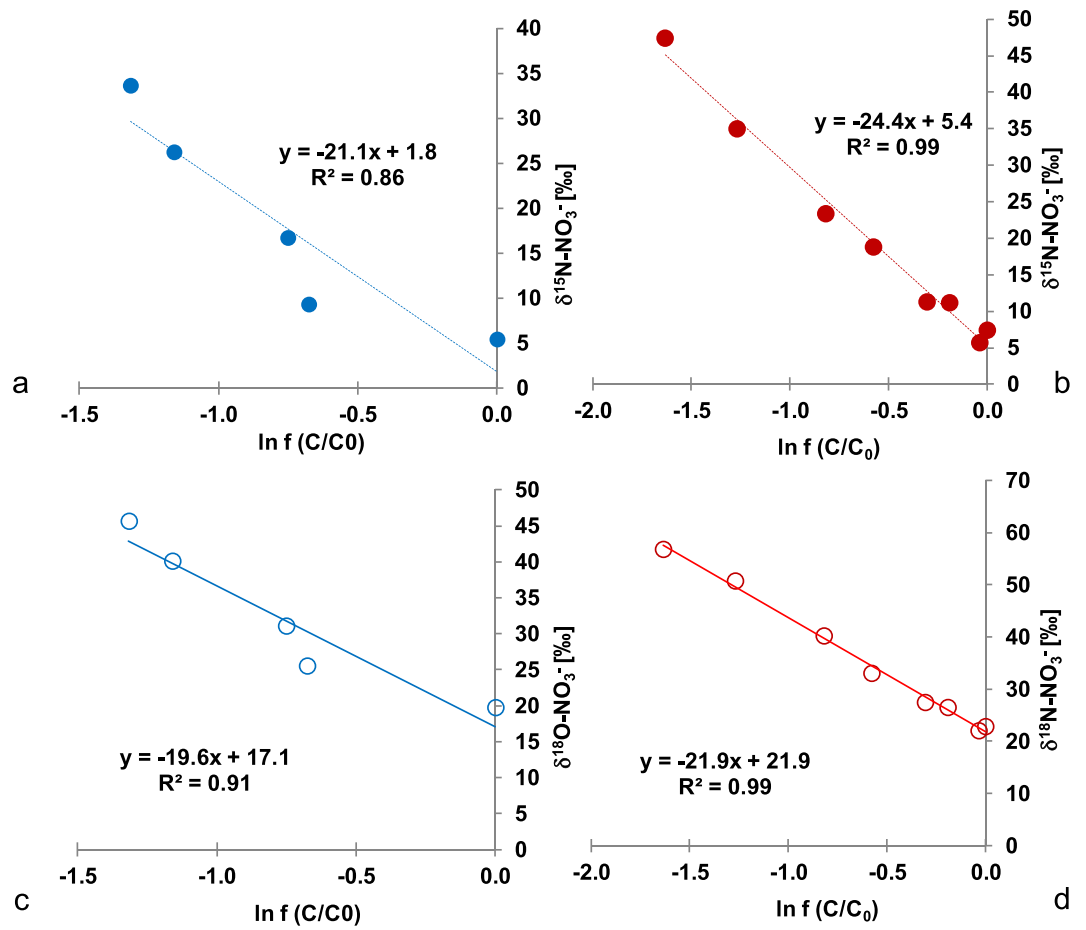 40
35
30
25
20
15
10
5
0
y = -21.1x + 1.8
R² = 0.86
δ¹⁵N-NO₃⁻ [‰]
-1.5
-1.0
-0.5
0.0
ln f (C/C0)
a
50
45
40
35
30
25
20
15
10
5
0
y = -24.4x + 5.4
R² = 0.99
δ¹⁵N-NO₃⁻ [‰]
-2.0
-1.5
-1.0
-0.5
0.0
ln f (C/C₀)
b
50
45
40
35
30
25
20
15
10
5
0
y = -19.6x + 17.1
R² = 0.91
δ¹⁸O-NO₃⁻ [‰]
-1.5
-1.0
-0.5
0.0
ln f (C/C0)
c
70
60
50
40
30
20
10
0
y = -21.9x + 21.9
R² = 0.99
δ¹⁸N-NO₃⁻ [‰]
-2.0
-1.5
-1.0
-0.5
0.0
ln f (C/C₀)
d